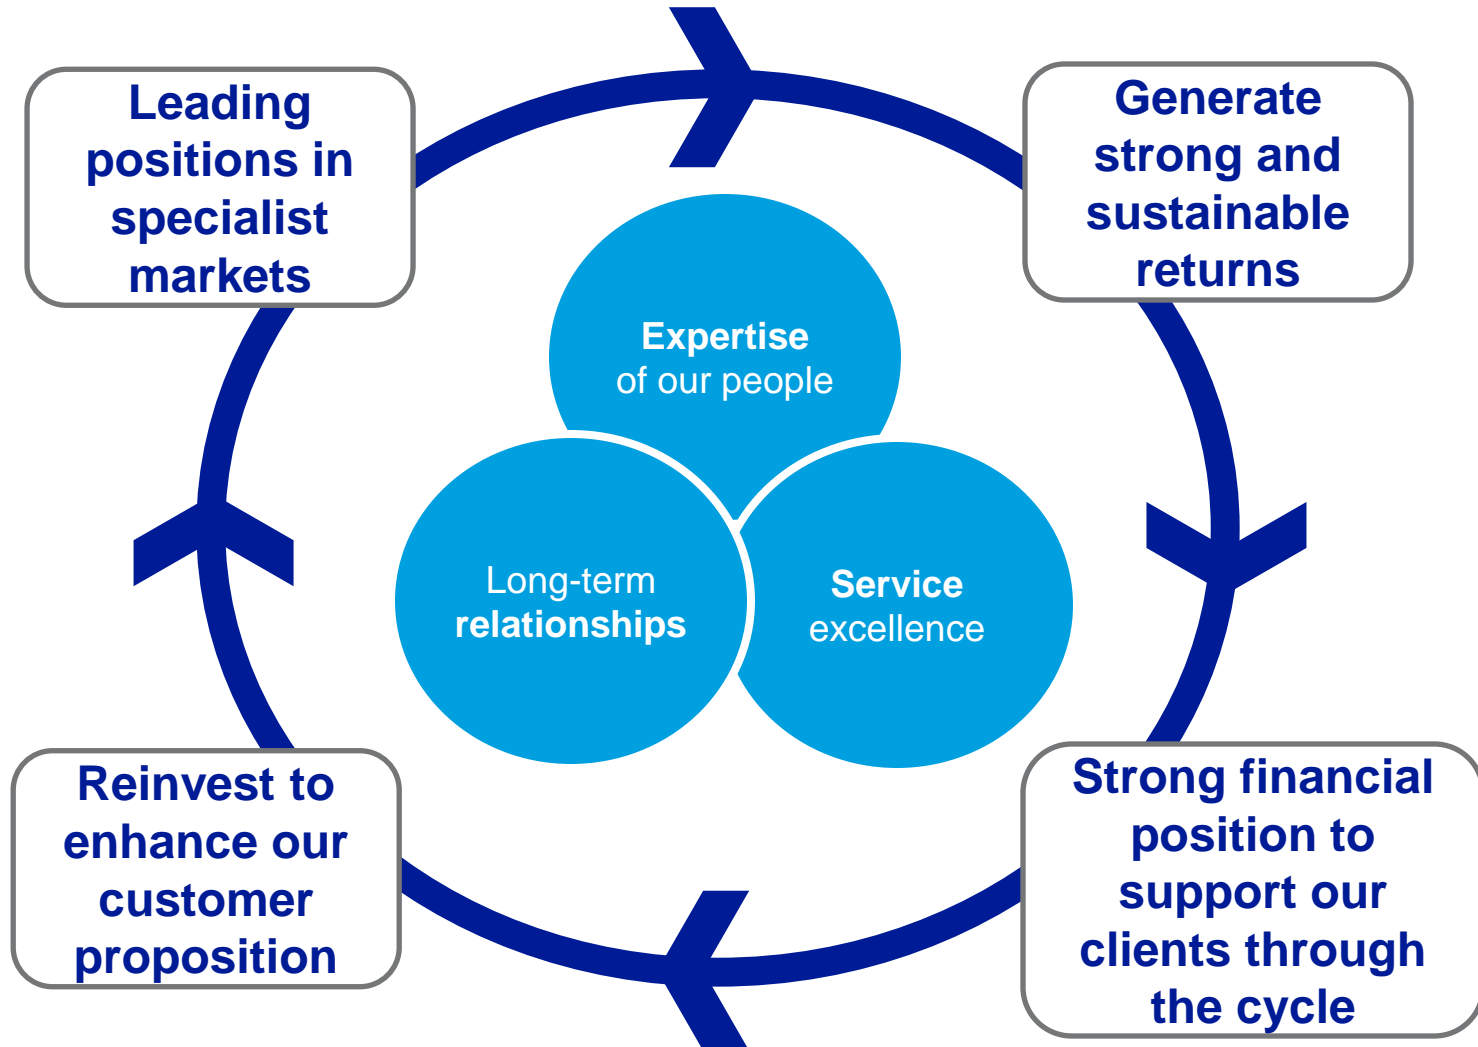 Leading
positions in
specialist
markets
Generate
strong and
sustainable
returns
Expertise
of our people
Long-term
relationships
Service
excellence
Reinvest to
enhance our
customer
proposition
Strong financial
position to
support our
clients through
the cycle